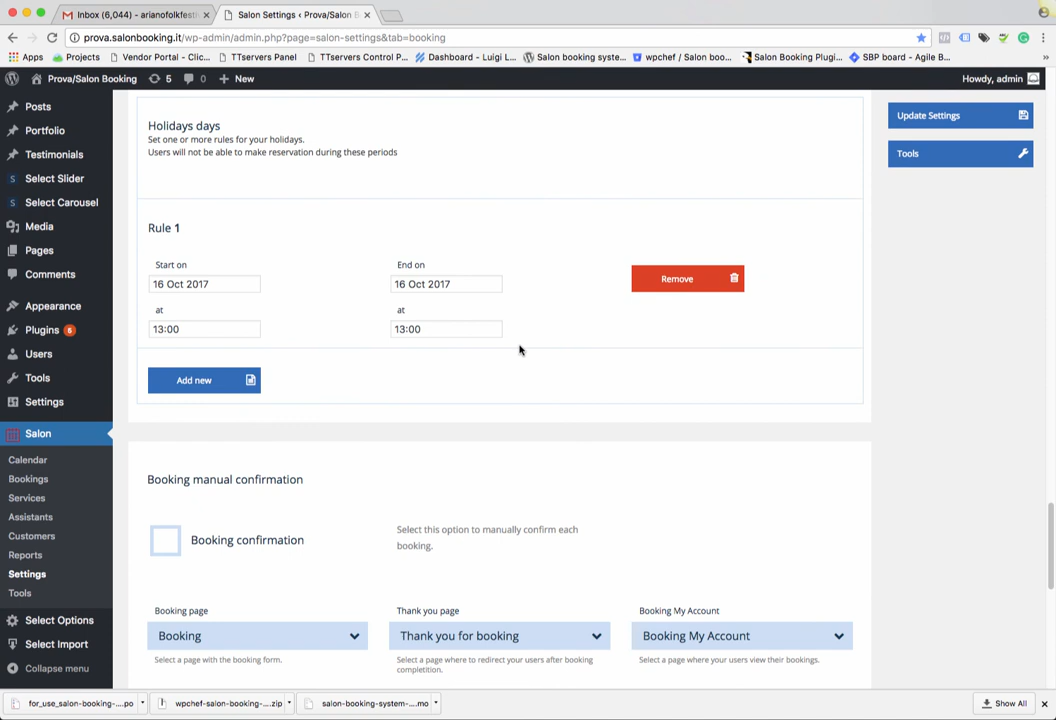 Inbox (6,044) - arianofolkfesti
Salon Settings ‹ Prova/Salon B
prova.salonbooking.it/wp-admin/admin.php?page=salon-settings&tab=booking
Apps
Projects
Vendor Portal - Clic...
TTservers Panel
TTservers Control P...
Dashboard - Luigi L...
Salon booking syste...
wpchef / Salon boo...
Salon Booking Plugi...
SBP board - Agile B...
»
Prova/Salon Booking
5
0
New
Howdy, admin
Posts
Portfolio
Testimonials
S Select Slider
S Select Carousel
Media
Pages
Comments
Appearance
Plugins 6
Users
Tools
Settings
Salon
Calendar
Bookings
Services
Assistants
Customers
Reports
Settings
Tools
Select Options
Select Import
Collapse menu
Holidays days
Set one or more rules for your holidays.
Users will not be able to make reservation during these periods
Rule 1
Start on
End on
16 Oct 2017
16 Oct 2017
Remove
at
at
13:00
13:00
Add new
Update Settings
Tools
Booking manual confirmation
Booking confirmation
Select this option to manually confirm each
booking.
Booking page
Thank you page
Booking My Account
Booking
Thank you for booking
Booking My Account
Select a page with the booking form.
Select a page where to redirect your users after booking
completition.
Select a page where your users view their bookings.
for_use_salon-booking-....po
wpchef-salon-booking-....zip
salon-booking-system-....mo
Show All